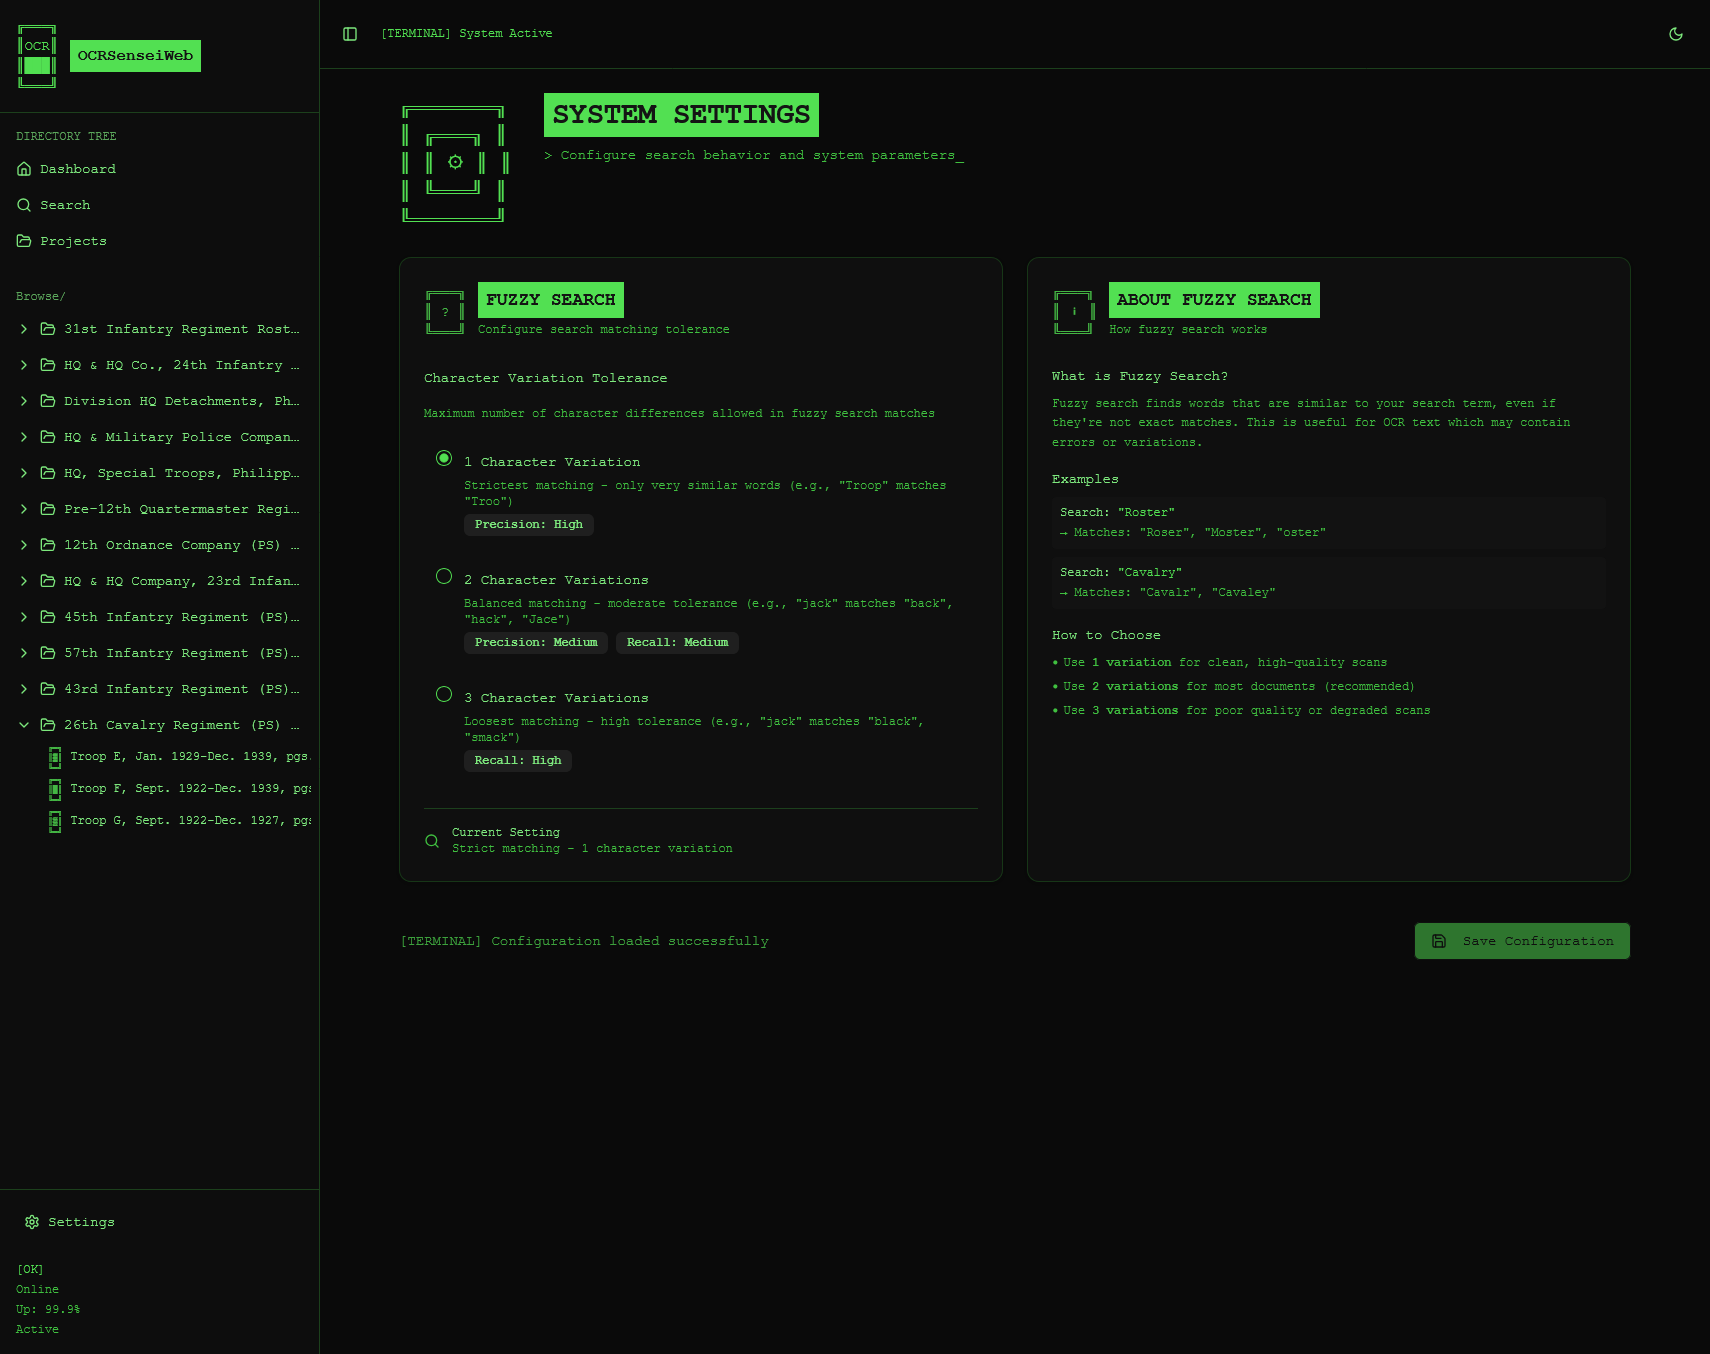 OCR
OCRSenseiWeb
DIRECTORY TREE
Dashboard
Search
Projects
Browse/
31st Infantry Regiment Rost…
HQ & HQ Co., 24th Infantry …
Division HQ Detachments, Ph…
HQ & Military Police Compan…
HQ, Special Troops, Philipp…
Pre-12th Quartermaster Regi…
12th Ordnance Company (PS) …
HQ & HQ Company, 23rd Infan…
45th Infantry Regiment (PS)…
57th Infantry Regiment (PS)…
43rd Infantry Regiment (PS)…
26th Cavalry Regiment (PS) …
Troop E, Jan. 1929-Dec. 1939, pgs.
Troop F, Sept. 1922-Dec. 1939, pgs
Troop G, Sept. 1922-Dec. 1927, pgs
Settings
[OK]
Online
Up: 99.9%
Active
[TERMINAL] System Active
SYSTEM SETTINGS
> Configure search behavior and system parameters_
?
FUZZY SEARCH
Configure search matching tolerance
Character Variation Tolerance
Maximum number of character differences allowed in fuzzy search matches
1 Character Variation
Strictest matching - only very similar words (e.g., "Troop" matches
"Troo")
Precision: High
2 Character Variations
Balanced matching - moderate tolerance (e.g., "jack" matches "back",
"hack", "Jace")
Precision: Medium Recall: Medium
3 Character Variations
Loosest matching - high tolerance (e.g., "jack" matches "black",
"smack")
Recall: High
Current Setting
Strict matching - 1 character variation
i
ABOUT FUZZY SEARCH
How fuzzy search works
What is Fuzzy Search?
Fuzzy search finds words that are similar to your search term, even if
they're not exact matches. This is useful for OCR text which may contain
errors or variations.
Examples
Search: "Roster"
→ Matches: "Roser", "Moster", "oster"
Search: "Cavalry"
→ Matches: "Cavalr", "Cavaley"
How to Choose
• Use 1 variation for clean, high-quality scans
• Use 2 variations for most documents (recommended)
• Use 3 variations for poor quality or degraded scans
[TERMINAL] Configuration loaded successfully
Save Configuration